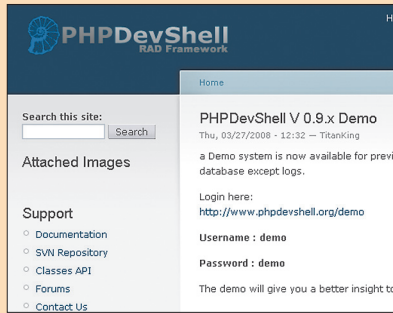 PHPDevShell
RAD Framework
H
Home
Search this site:
Search
Attached Images
Support
Documentation
SVN Repository
Classes API
Forums
Contact Us
PHPDevShell V 0.9.x Demo
Thu, 03/27/2008 - 12:32 — TitanKing
a Demo system is now available for previ
database except logs.
Login here:
http://www.phpdevshell.org/demo
Username : demo
Password : demo
The demo will give you a better insight to